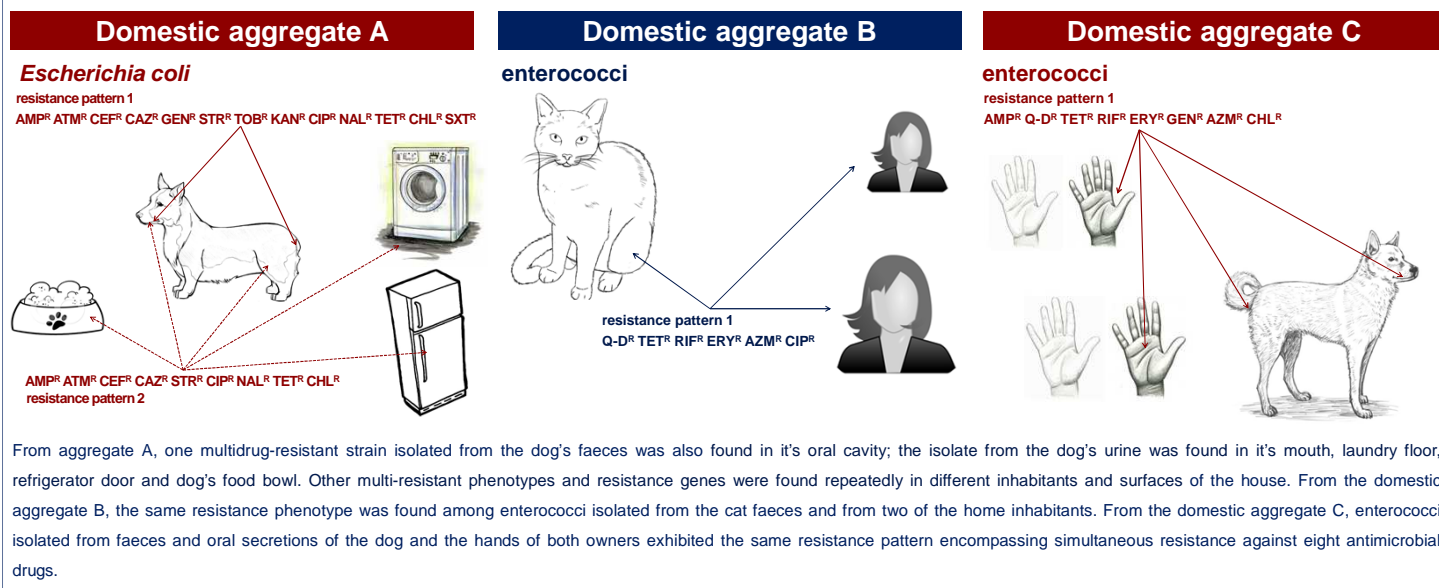 Domestic aggregate A
Escherichia coli
resistance pattern 1
AMPᴿ ATMᴿ CEFᴿ CAZᴿ GENᴿ STRᴿ TOBᴿ KANᴿ CIPᴿ NALᴿ TETᴿ CHLᴿ SXTᴿ
AMPᴿ ATMᴿ CEFᴿ CAZᴿ STRᴿ CIPᴿ NALᴿ TETᴿ CHLᴿ
resistance pattern 2
Domestic aggregate B
enterococci
resistance pattern 1
Q-Dᴿ TETᴿ RIFᴿ ERYᴿ AZMᴿ CIPᴿ
Domestic aggregate C
enterococci
resistance pattern 1
AMPᴿ Q-Dᴿ TETᴿ RIFᴿ ERYᴿ GENᴿ AZMᴿ CHLᴿ
From aggregate A, one multidrug-resistant strain isolated from the dog's faeces was also found in it's oral cavity; the isolate from the dog's urine was found in it's mouth, laundry floor,
refrigerator door and dog's food bowl. Other multi-resistant phenotypes and resistance genes were found repeatedly in different inhabitants and surfaces of the house. From the domestic
aggregate B, the same resistance phenotype was found among enterococci isolated from the cat faeces and from two of the home inhabitants. From the domestic aggregate C, enterococci
isolated from faeces and oral secretions of the dog and the hands of both owners exhibited the same resistance pattern encompassing simultaneous resistance against eight antimicrobial
drugs.